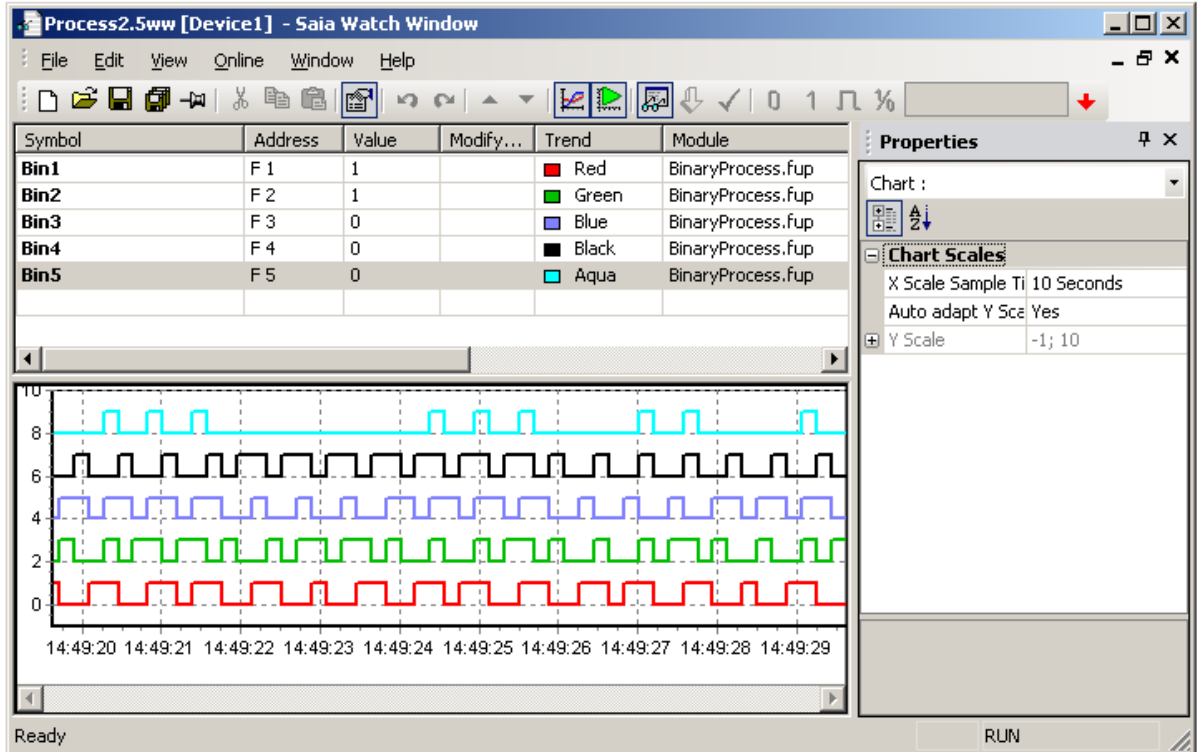 Process2.5ww [Device1] - Saia Watch Window
File Edit View Online Window Help
0 1
Symbol Address Value Modify... Trend Module
Bin1 F 1 1 Red BinaryProcess.fup
Bin2 F 2 1 Green BinaryProcess.fup
Bin3 F 3 0 Blue BinaryProcess.fup
Bin4 F 4 0 Black BinaryProcess.fup
Bin5 F 5 0 Aqua BinaryProcess.fup
Properties
Chart :
Chart Scales
X Scale Sample Ti 10 Seconds
Auto adapt Y Sca Yes
Y Scale -1; 10
10
8
6
4
2
0
14:49:20 14:49:21 14:49:22 14:49:23 14:49:24 14:49:25 14:49:26 14:49:27 14:49:28 14:49:29
Ready RUN